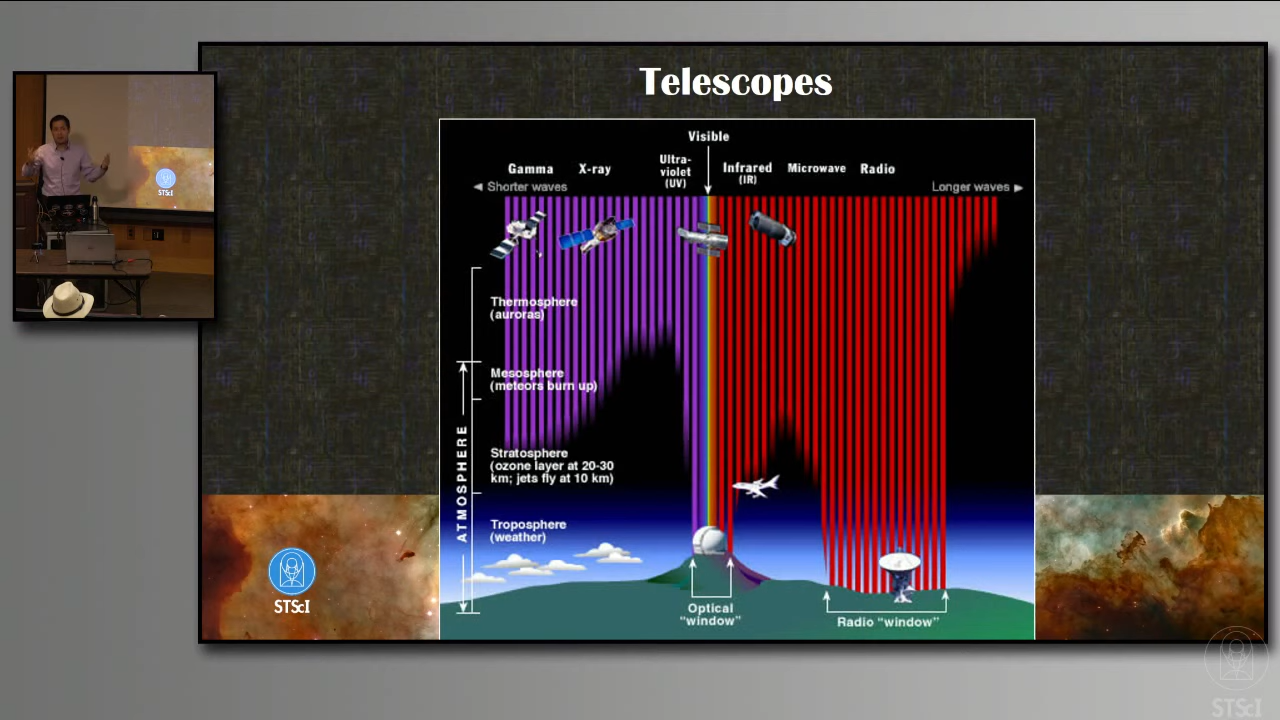 Telescopes
Visible
Gamma
X-ray
Ultra-
violet
(UV)
Infrared
(IR)
Microwave
Radio
◄ Shorter waves
Longer waves ►
Thermosphere
(auroras)
Mesosphere
(meteors burn up)
Stratosphere
(ozone layer at 20-30
km; jets fly at 10 km)
Troposphere
(weather)
ATMOSPHERE
Optical
“window”
Radio “window”
STScI
STScI
STScI